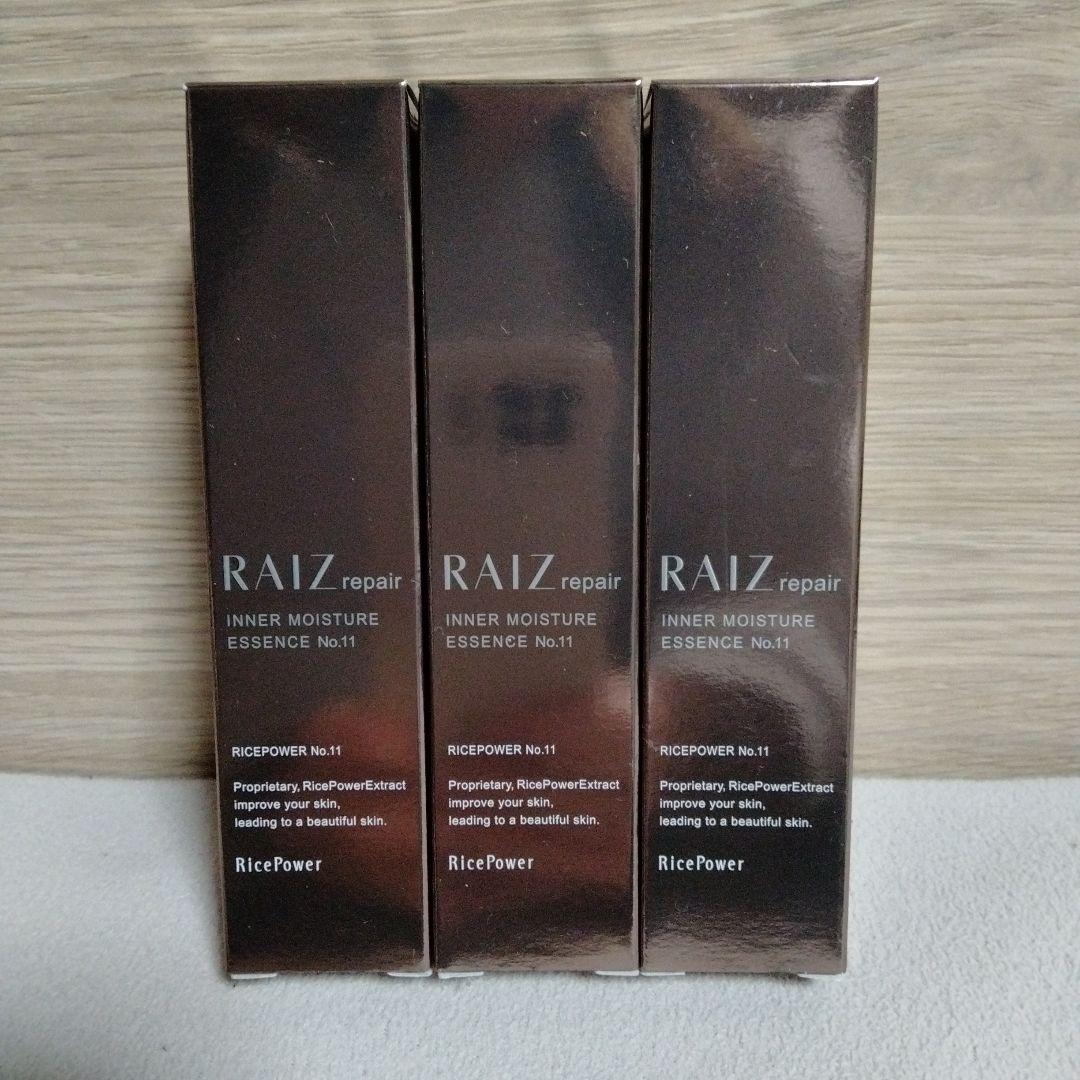 RAIZ repair
INNER MOISTURE
ESSENCE No.11
RICEPOWER No.11
Proprietary, RicePowerExtract
improve your skin,
leading to a beautiful skin.
RicePower
RAIZ repair
INNER MOISTURE
ESSENCE No.11
RICEPOWER No.11
Proprietary, RicePowerExtract
improve your skin,
leading to a beautiful skin.
RicePower
RAIZ repair
INNER MOISTURE
ESSENCE No.11
RICEPOWER No.11
Proprietary, RicePowerExtract
improve your skin,
leading to a beautiful skin.
RicePower